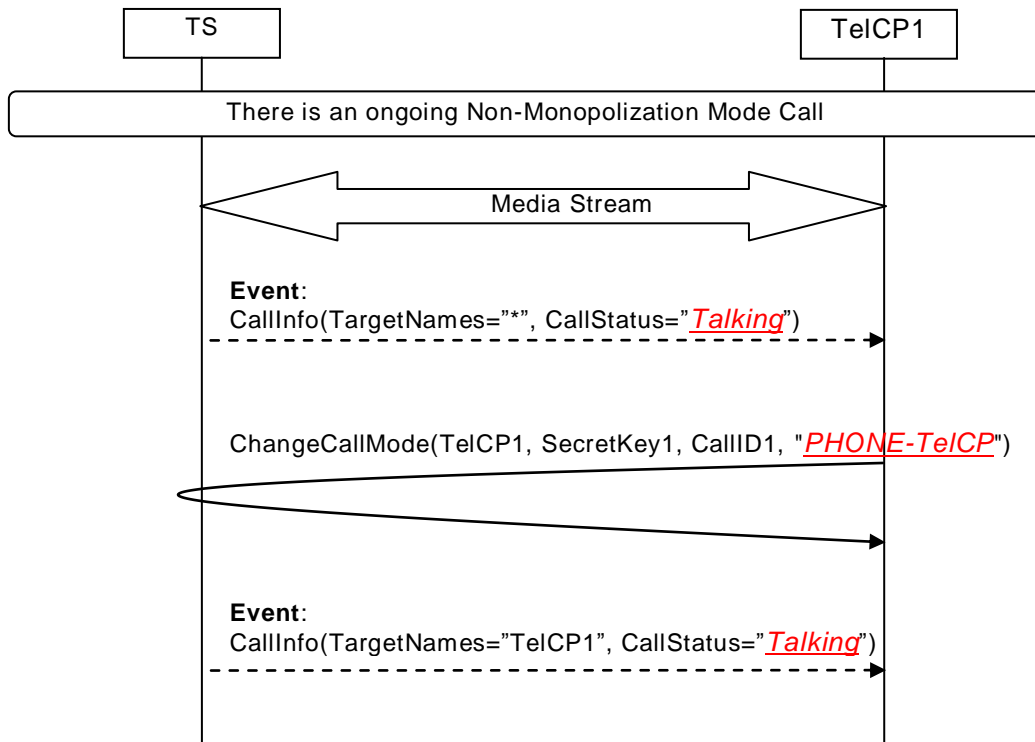 TS
TelCP1
There is an ongoing Non-Monopolization Mode Call
Media Stream
Event:
CallInfo(TargetNames=”*”, CallStatus=”Talking”)
ChangeCallMode(TelCP1, SecretKey1, CallID1, "PHONE-TelCP")
Event:
CallInfo(TargetNames=”TelCP1”, CallStatus=”Talking”)